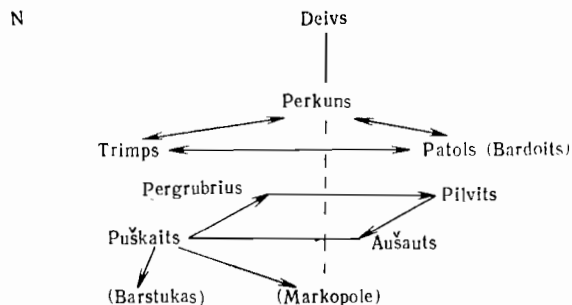 N Deivs
Perkuns
Trimps Patols (Bardoits)
Pergrubrius Pilvits
Puškaits Aušauts
(Barstukas) (Markopole)